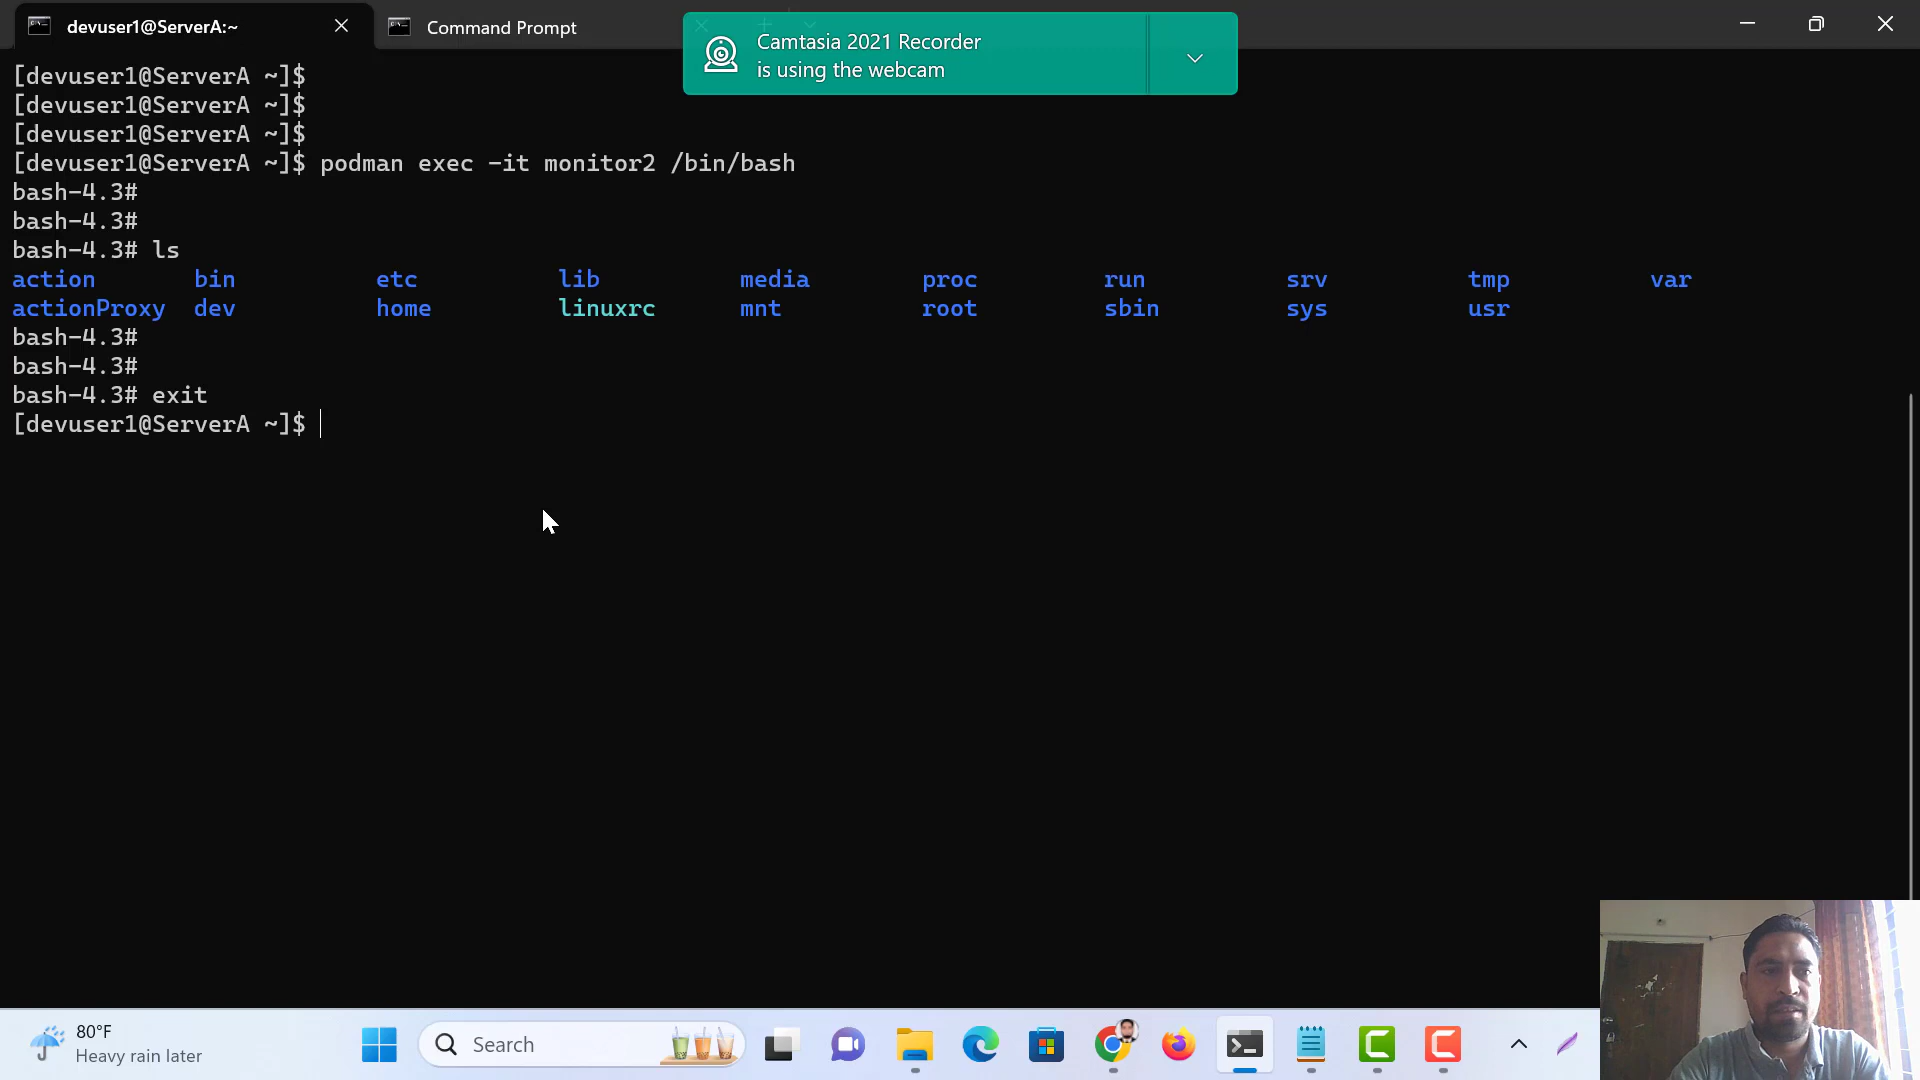 devuser1@ServerA:~
Command Prompt
Camtasia 2021 Recorder
is using the webcam
[devuser1@ServerA ~]$
[devuser1@ServerA ~]$
[devuser1@ServerA ~]$
[devuser1@ServerA ~]$ podman exec -it monitor2 /bin/bash
bash-4.3#
bash-4.3#
bash-4.3# ls
action bin etc lib media proc run srv tmp var
actionProxy dev home linuxrc mnt root sbin sys usr
bash-4.3#
bash-4.3#
bash-4.3# exit
[devuser1@ServerA ~]$
80°F
Heavy rain later
Search